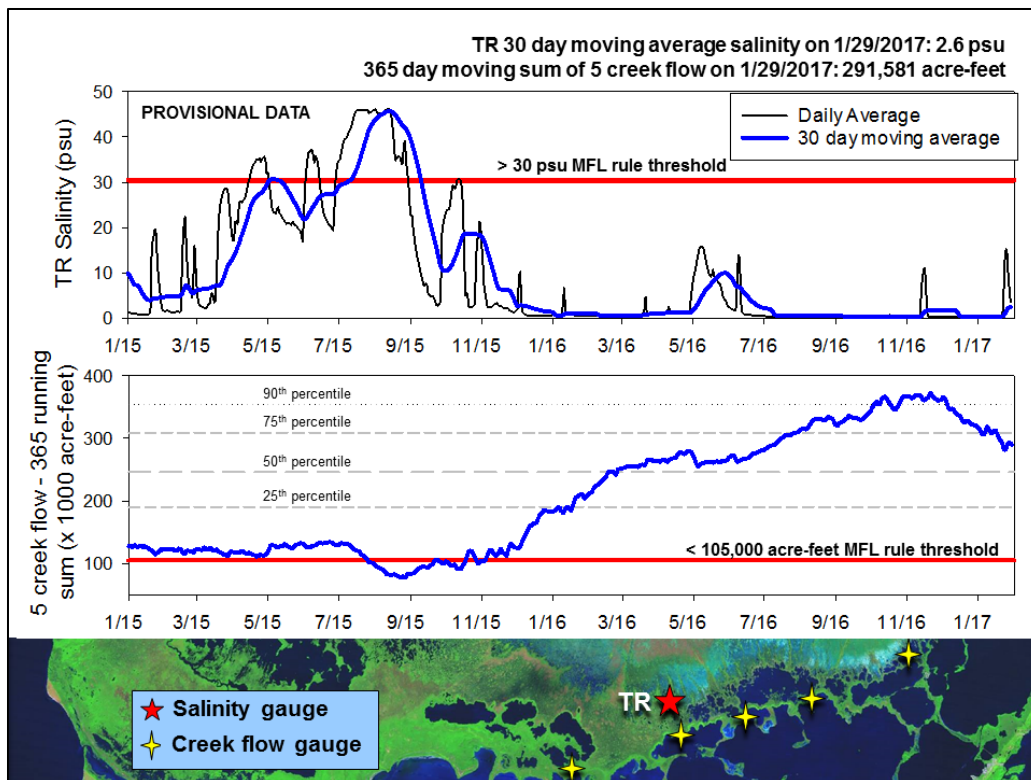 TR 30 day moving average salinity on 1/29/2017: 2.6 psu
365 day moving sum of 5 creek flow on 1/29/2017: 291,581 acre-feet
PROVISIONAL DATA
Daily Average
30 day moving average
> 30 psu MFL rule threshold
TR Salinity (psu)
50
40
30
20
10
0
1/15 3/15 5/15 7/15 9/15 11/15 1/16 3/16 5/16 9/16 11/16 1/17
5 creek flow - 365 running
sum (x 1000 acre-feet)
400
300
200
100
90th percentile
75th percentile
50th percentile
25th percentile
< 105,000 acre-feet MFL rule threshold
1/15 3/15 5/15 7/15 9/15 11/15 1/16 3/16 5/16 9/16 11/16 1/17
TR
Salinity gauge
Creek flow gauge